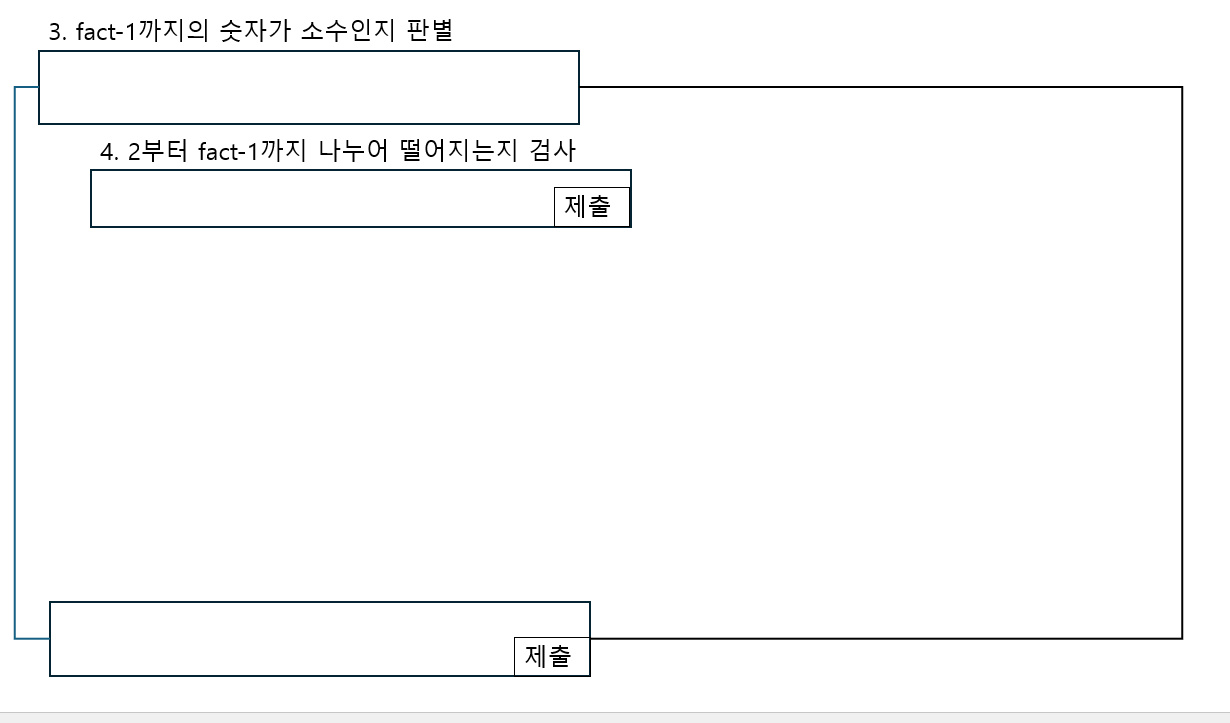 3. fact-1까지의 숫자가 소수인지 판별
4. 2부터 fact-1까지 나누어 떨어지는지 검사
제출
제출